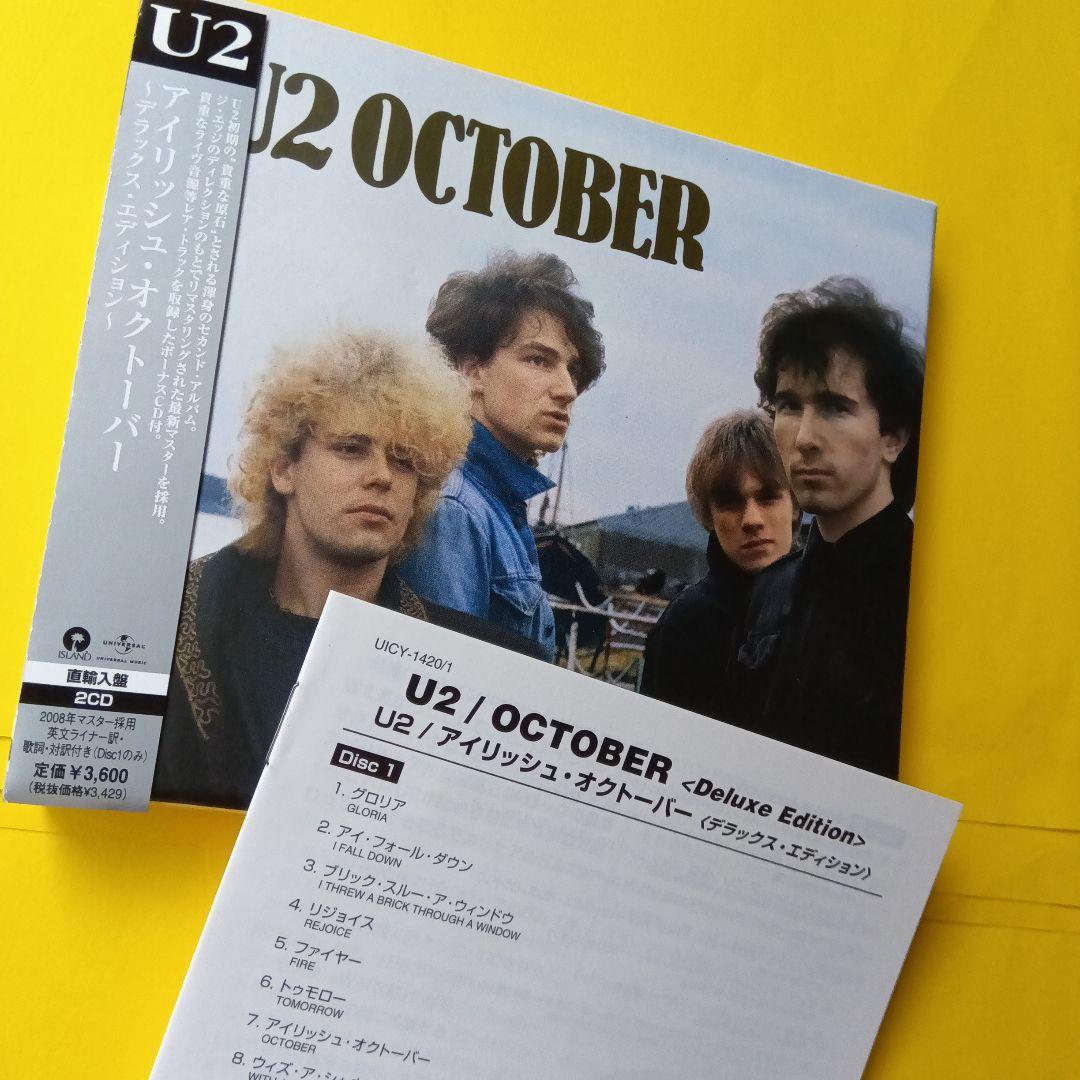 U2
アイリッシュ・オクトーバー
〜デラックス・エディション〜
U2初期の“貴重な原石”とされる渾身のセカンド・アルバム。
ジ・エッジのディレクションのもとでリマスタリングされた最新マスターを採用。
貴重なライヴ音源等レア・トラックを収録したボーナスCD付。
ISLAND
UNIVERSAL
UNIVERSAL MUSIC
直輸入盤
2CD
2008年マスター採用
英文ライナー訳・
歌詞・対訳付き(Disc1のみ)
定価¥3,600
(税抜価格¥3,429)
U2 OCTOBER
UICY-1420/1
U2 / OCTOBER <Deluxe Edition>
U2 / アイリッシュ・オクトーバー〈デラックス・エディション〉
Disc 1
1. グロリア
GLORIA
2. アイ・フォール・ダウン
I FALL DOWN
3. ブリック・スルー・ア・ウィンドウ
I THREW A BRICK THROUGH A WINDOW
4. リジョイス
REJOICE
5. ファイヤー
FIRE
6. トゥモロー
TOMORROW
7. アイリッシュ・オクトーバー
OCTOBER
8. ウィズ・ア・
WITH